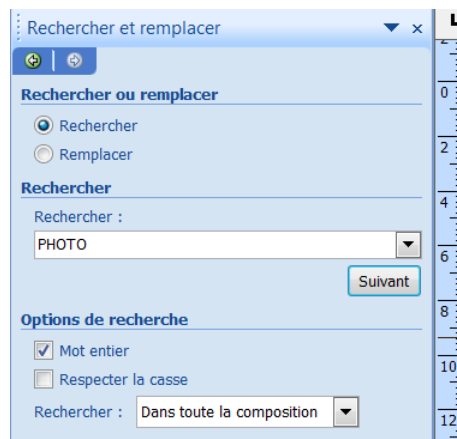 Rechercher et remplacer
Rechercher ou remplacer
Rechercher
Remplacer
Rechercher
Rechercher :
PHOTO
Suivant
Options de recherche
Mot entier
Respecter la casse
Rechercher : Dans toute la composition
L
2
0
2
4
6
8
10
12